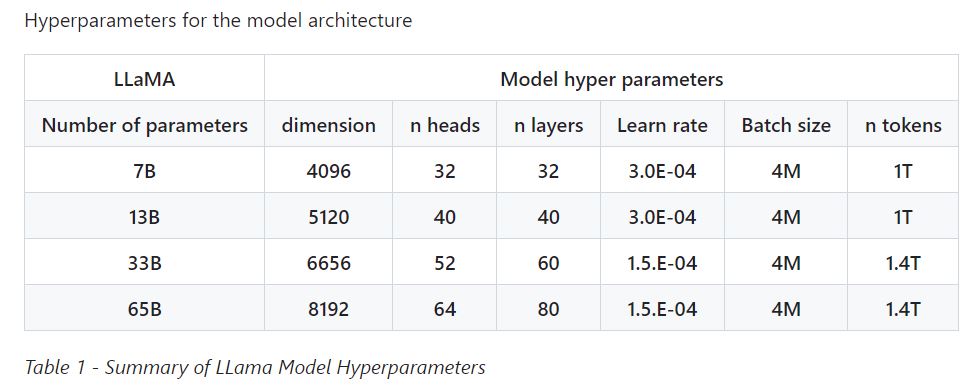 Hyperparameters for the model architecture
LLaMA Model hyper parameters
Number of parameters dimension n heads n layers Learn rate Batch size n tokens
7B 4096 32 32 3.0E-04 4M 1T
13B 5120 40 40 3.0E-04 4M 1T
33B 6656 52 60 1.5.E-04 4M 1.4T
65B 8192 64 80 1.5.E-04 4M 1.4T
Table 1 - Summary of LLama Model Hyperparameters